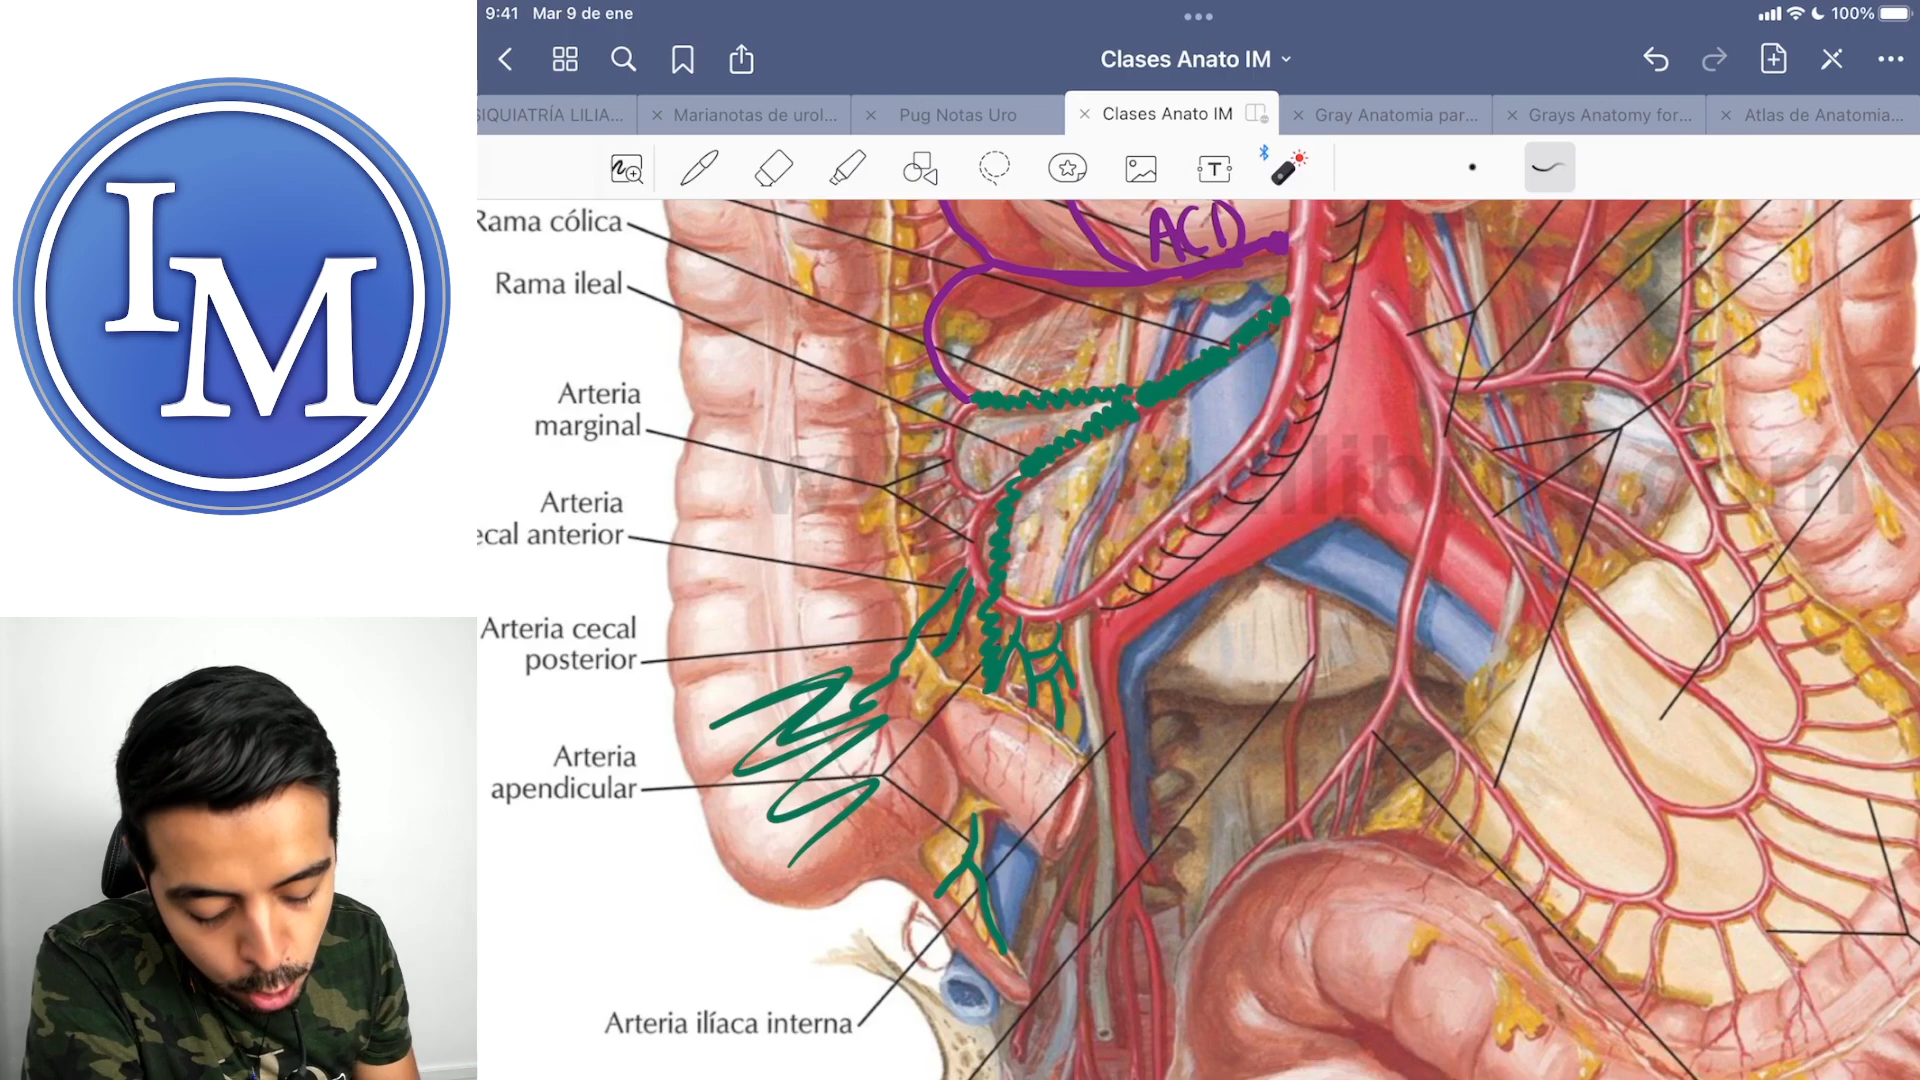 IM
9:41 Mar 9 de ene
100%
Clases Anato IM
SIQUIATRÍA LILIA...
Marianotas de urol...
Pug Notas Uro
Clases Anato IM
Gray Anatomia par...
Grays Anatomy for...
Atlas de Anatomia...
T
ACD
Rama cólica
Rama ileal
Arteria
marginal
Arteria
ecal anterior
Arteria cecal
posterior
Arteria
apendicular
Arteria ilíaca interna